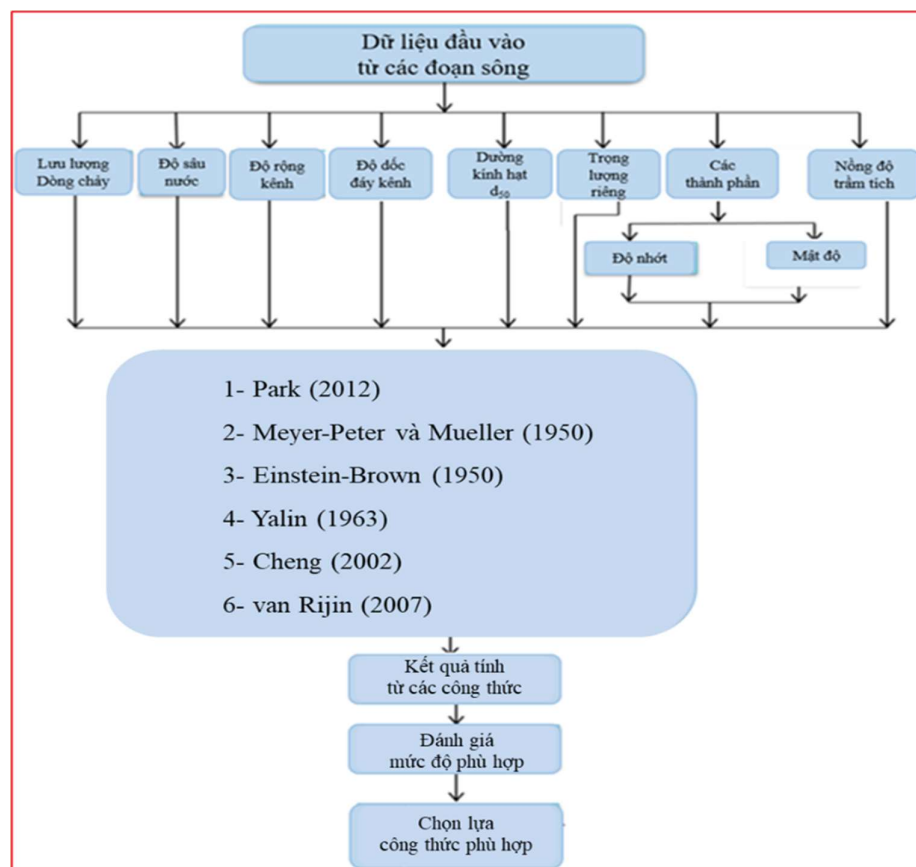 Dữ liệu đầu vào
từ các đoạn sông
Lưu lượng
Dòng chảy
Độ sâu
nước
Độ rộng
kênh
Độ dốc
đáy kênh
Dường
kính hạt
d₅₀
Trọng
lượng
riêng
Các
thành phần
Nồng độ
trầm tích
Độ nhớt
Mật độ
1- Park (2012)
2- Meyer-Peter và Mueller (1950)
3- Einstein-Brown (1950)
4- Yalin (1963)
5- Cheng (2002)
6- van Rijin (2007)
Kết quả tính
từ các công thức
Đánh giá
mức độ phù hợp
Chọn lựa
công thức phù hợp